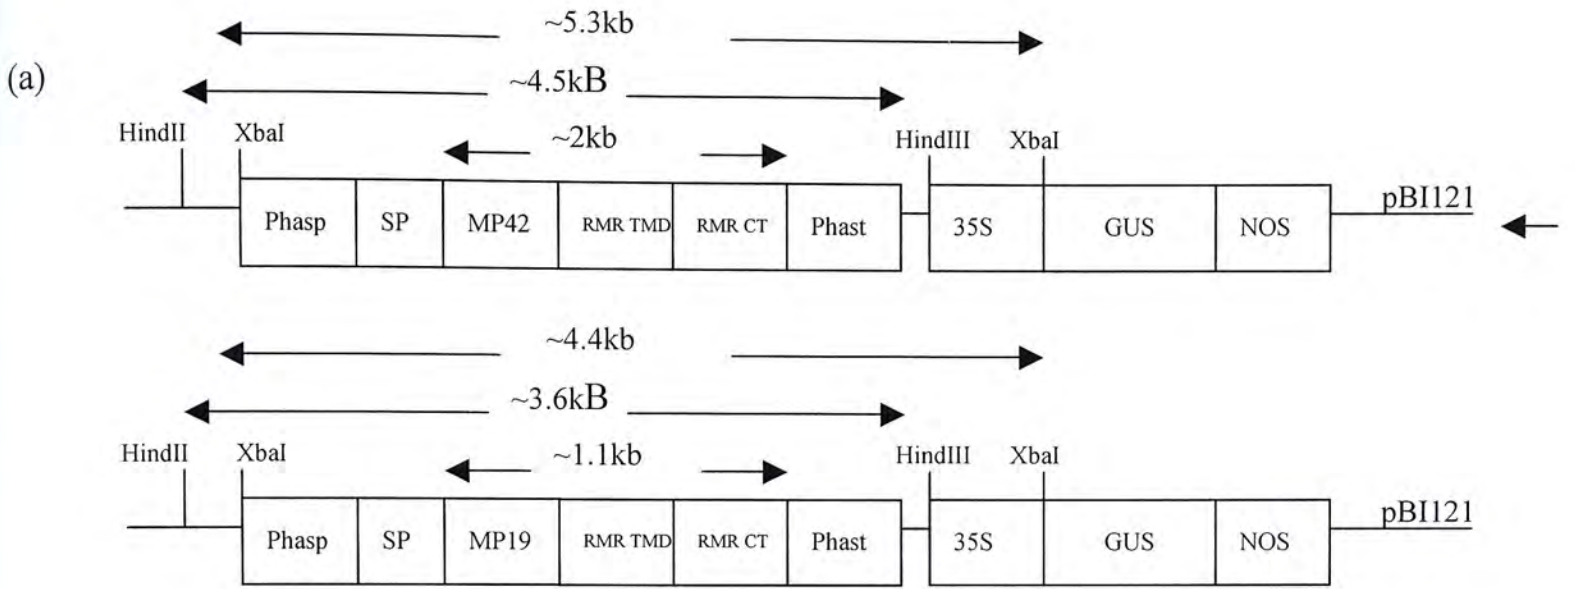 ~5.3kb
(a)
~4.5kB
HindII XbaI ~2kb HindIII XbaI
Phasp SP MP42 RMR TMD RMR CT Phast 35S GUS NOS pBI121
~4.4kb
~3.6kB
HindII XbaI ~1.1kb HindIII XbaI
Phasp SP MP19 RMR TMD RMR CT Phast 35S GUS NOS pBI121